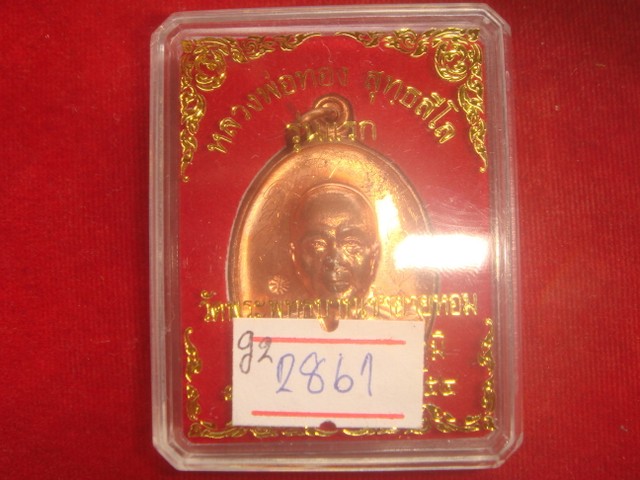 หลวงพ่อทอง สุทธสีโล
รุ่นแรก
วัดพระพุทธบาทเขายายหอม
g2
2861